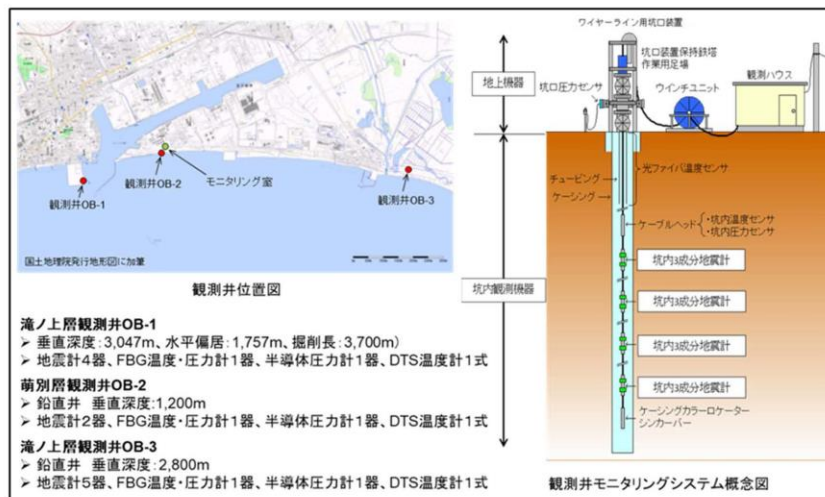 観測井OB-1
観測井OB-2
モニタリング室
観測井OB-3
国土地理院発行地形図に加筆
観測井位置図
滝ノ上層観測井OB-1
➢ 垂直深度:3,047m、水平偏居:1,757m、掘削長:3,700m)
➢ 地震計4器、FBG温度・圧力計1器、半導体圧力計1器、DTS温度計1式
萌別層観測井OB-2
➢ 鉛直井 垂直深度:1,200m
➢ 地震計2器、FBG温度・圧力計1器、半導体圧力計1器、DTS温度計1式
滝ノ上層観測井OB-3
➢ 鉛直井 垂直深度:2,800m
➢ 地震計5器、FBG温度・圧力計1器、半導体圧力計1器、DTS温度計1式
ワイヤーライン用坑口装置
坑口装置保持鉄塔
作業用足場
地上機器
坑口圧力センサ
ウインチユニット
観測ハウス
光ファイバ温度センサ
チュービング
ケーシング
ケーブルヘッド
・坑内温度センサ
・坑内圧力センサ
坑内3成分地震計
坑内観測機器
坑内3成分地震計
坑内3成分地震計
坑内3成分地震計
ケーシングカラーロケーター
シンカーバー
観測井モニタリングシステム概念図